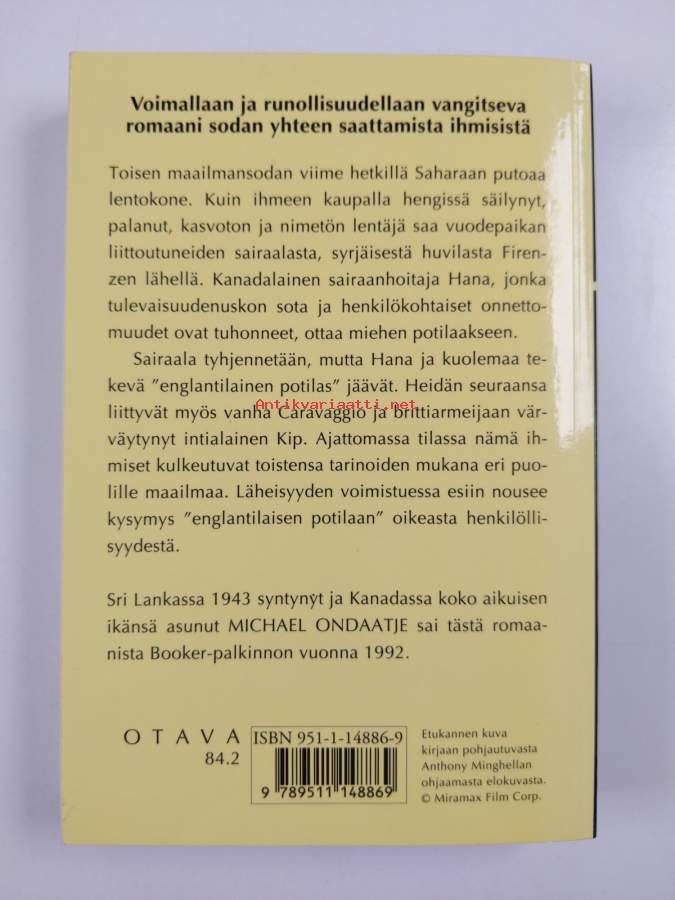 Voimallaan ja runollisuudellaan vangitseva
romaani sodan yhteen saattamista ihmisistä
Toisen maailmansodan viime hetkillä Saharaan putoaa
lentokone. Kuin ihmeen kaupalla hengissä säilynyt,
palanut, kasvoton ja nimetön lentäjä saa vuodepaikan
liittoutuneiden sairaalasta, syrjäisestä huvilasta Firen-
zen lähellä. Kanadalainen sairaanhoitaja Hana, jonka
tulevaisuudenuskon sota ja henkilökohtaiset onnetto-
muudet ovat tuhonneet, ottaa miehen potilaakseen.
Sairaala tyhjennetään, mutta Hana ja kuolemaa te-
kevä ”englantilainen potilas” jäävät. Heidän seuraansa
Antikvariaatti.net
liittyvät myös vanha Caravaggio ja brittiarmeijaan vär-
väytynyt intialainen Kip. Ajattomassa tilassa nämä ih-
miset kulkeutuvat toistensa tarinoiden mukana eri puo-
lille maailmaa. Läheisyyden voimistuessa esiin nousee
kysymys ”englantilaisen potilaan” oikeasta henkilölli-
syydestä.
Sri Lankassa 1943 syntynyt ja Kanadassa koko aikuisen
ikänsä asunut MICHAEL ONDAATJE sai tästä romaa-
nista Booker-palkinnon vuonna 1992.
OTAVA
84.2
ISBN 951-1-14886-9
9 789511 148869
Etukannen kuva
kirjaan pohjautuvasta
Anthony Minghellan
ohjaamasta elokuvasta.
© Miramax Film Corp.